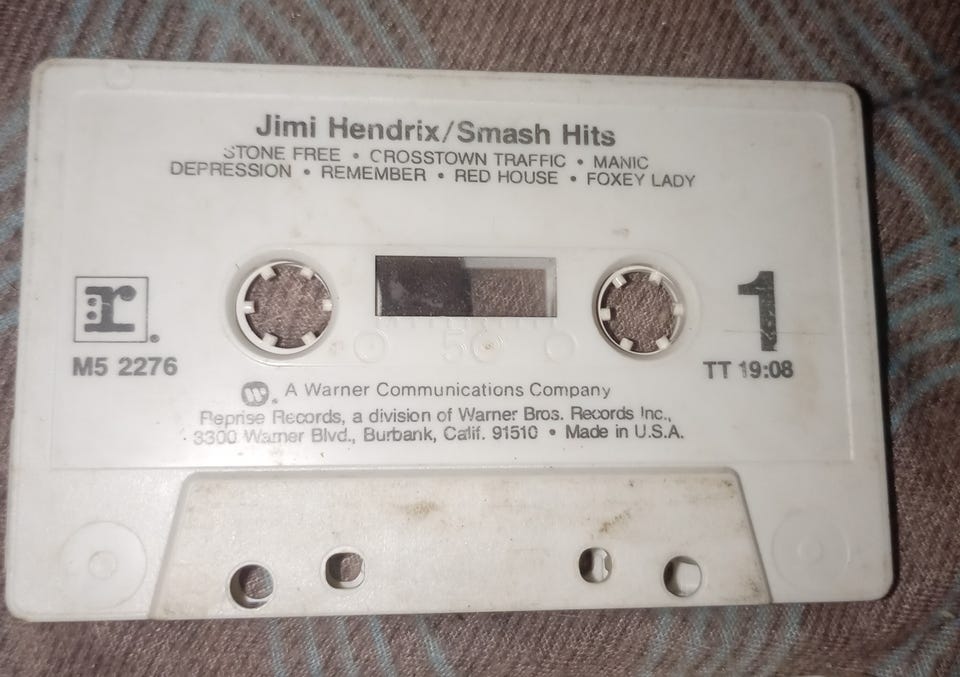 Jimi Hendrix/Smash Hits
STONE FREE • CROSSTOWN TRAFFIC • MANIC
DEPRESSION • REMEMBER • RED HOUSE • FOXEY LADY
:r®
1
M5 2276
50
TT 19:08
W® A Warner Communications Company
Reprise Records, a division of Warner Bros. Records Inc.,
3300 Warner Blvd., Burbank, Calif. 91510 • Made in U.S.A.